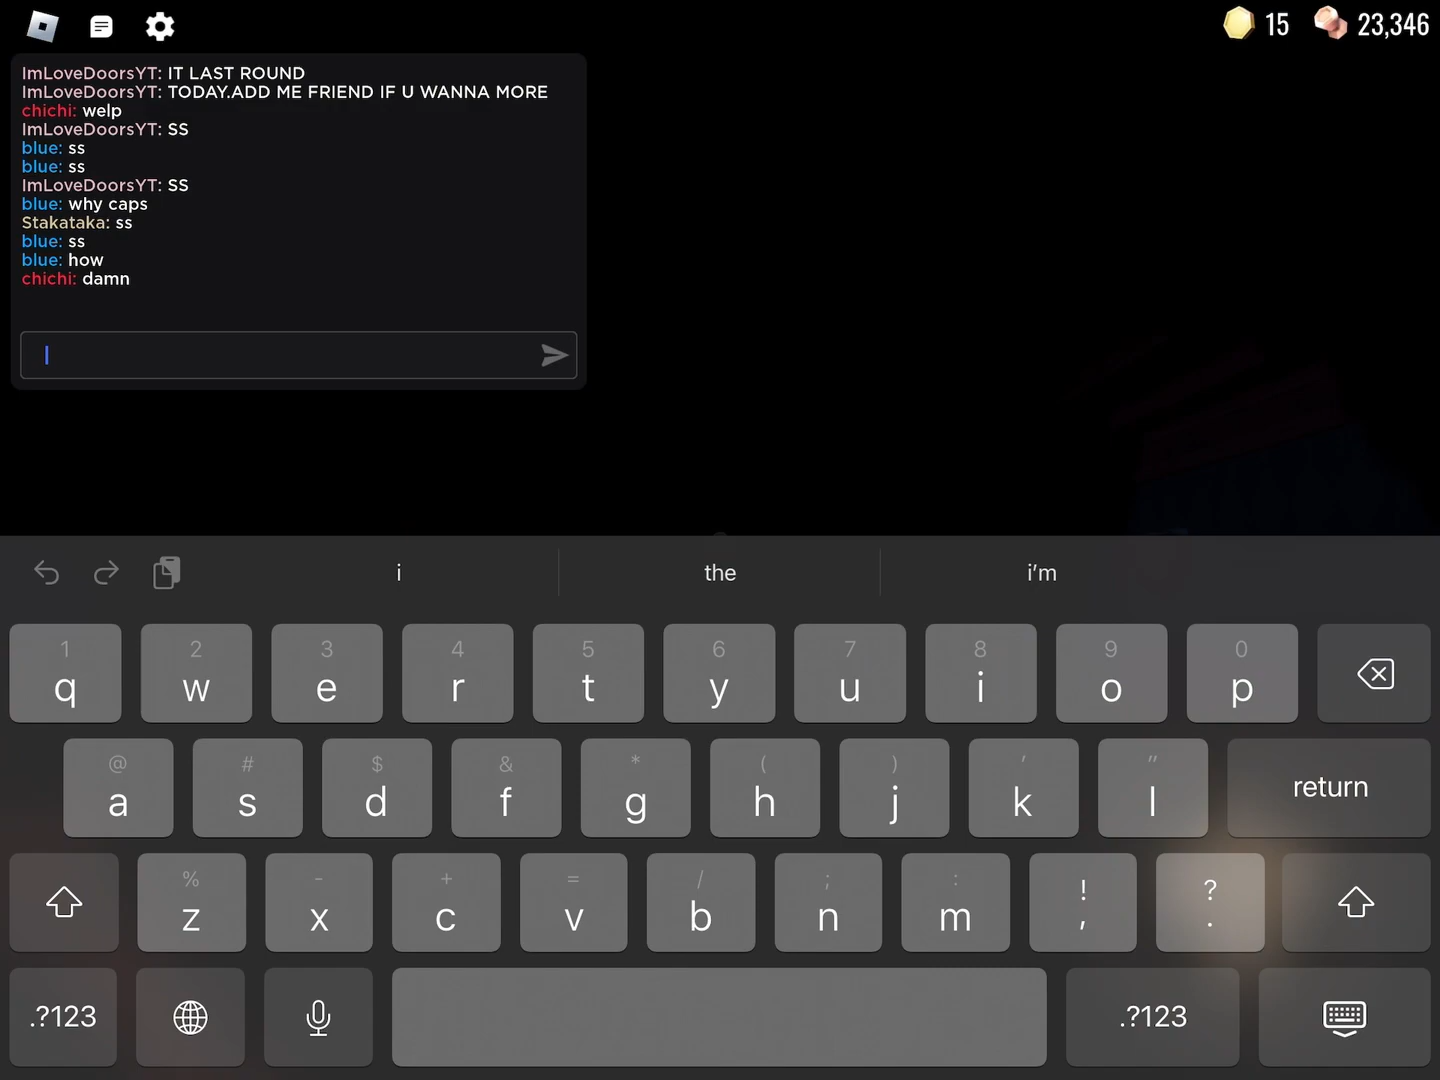 15 23,346
ImLoveDoorsYT: IT LAST ROUND
ImLoveDoorsYT: TODAY.ADD ME FRIEND IF U WANNA MORE
chichi: welp
ImLoveDoorsYT: SS
blue: ss
blue: ss
ImLoveDoorsYT: SS
blue: why caps
Stakataka: ss
blue: ss
blue: how
chichi: damn
i the i'm
1 2 3 4 5 6 7 8 9 0
q w e r t y u i o p
@ # $ & * ( ) ' "
a s d f g h j k l return
% - + = / ; : ! ?
z x c v b n m , .
.?123 .?123